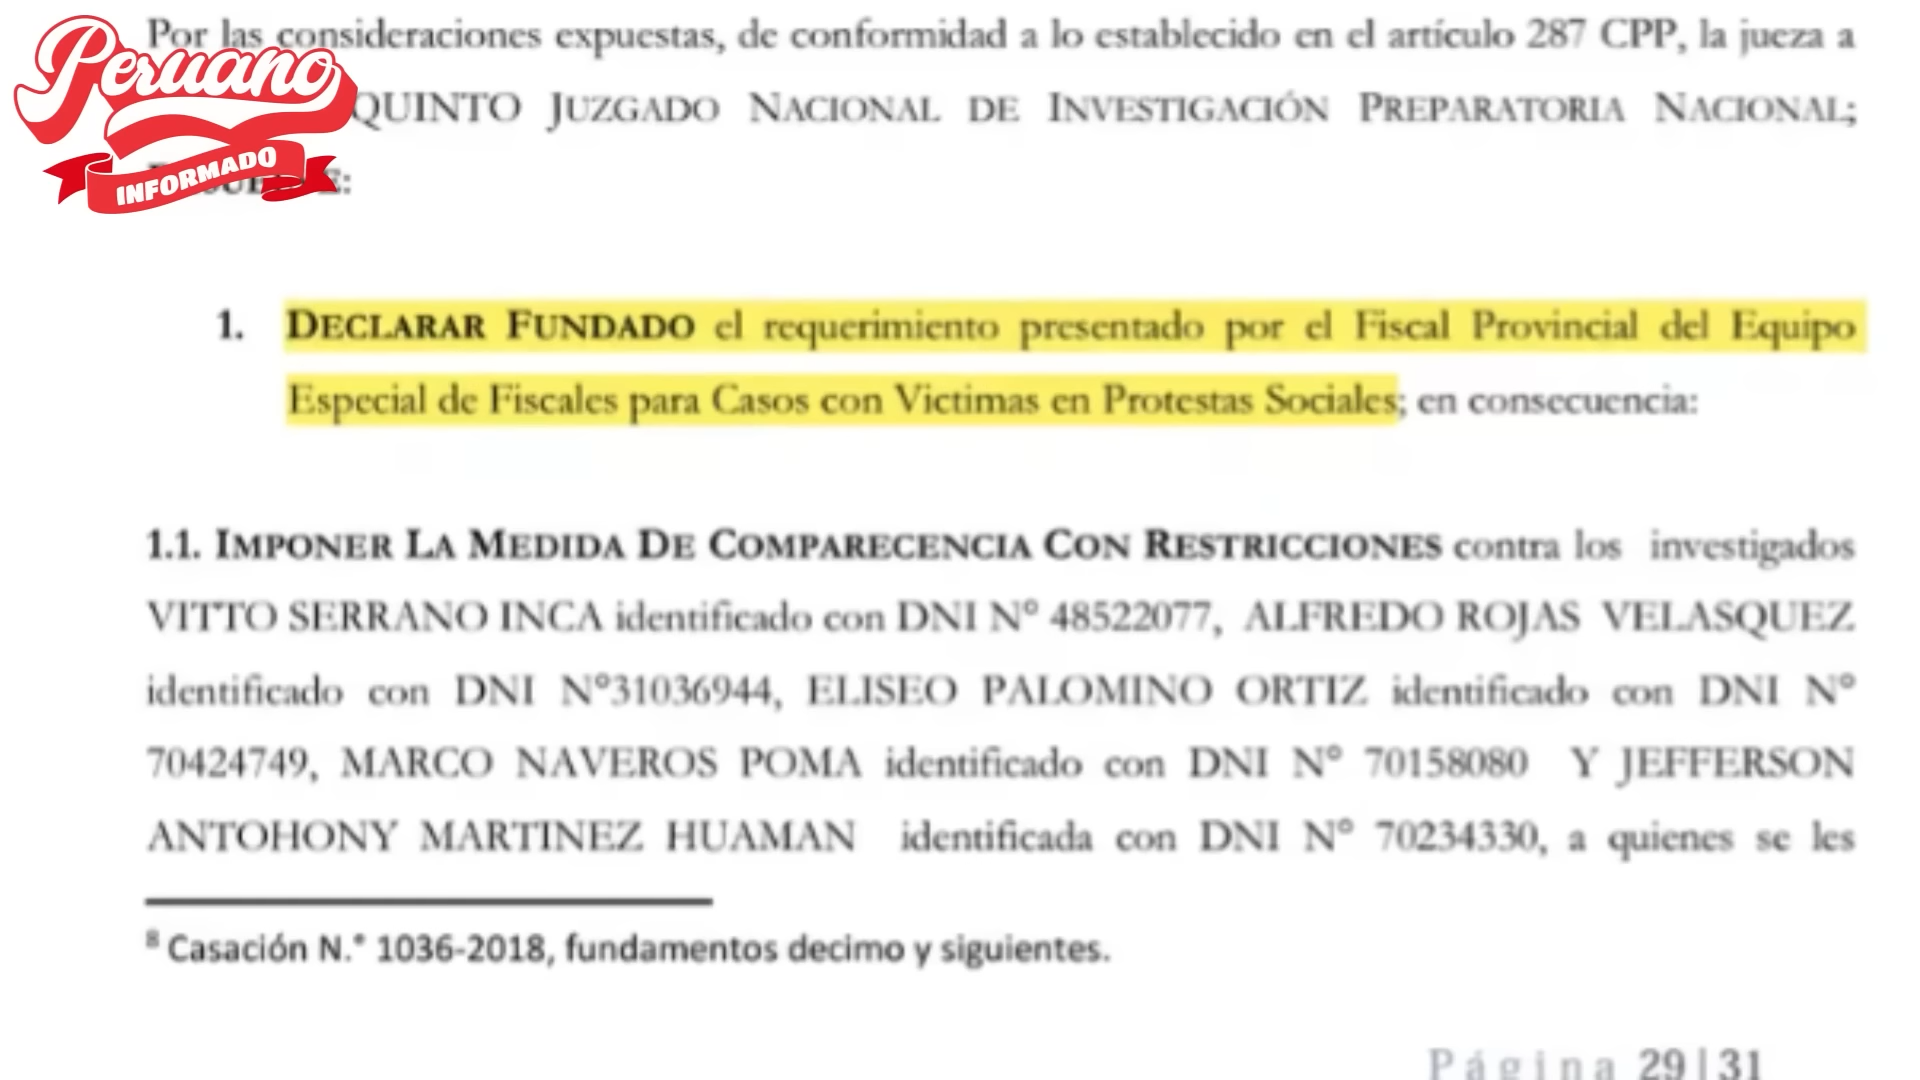 Peruano
INFORMADO
Por las consideraciones expuestas, de conformidad a lo establecido en el artículo 287 CPP, la jueza a
QUINTO JUZGADO NACIONAL DE INVESTIGACIÓN PREPARATORIA NACIONAL;
1. DECLARAR FUNDADO el requerimiento presentado por el Fiscal Provincial del Equipo
Especial de Fiscales para Casos con Victimas en Protestas Sociales; en consecuencia:
1.1. IMPONER LA MEDIDA DE COMPARECENCIA CON RESTRICCIONES contra los investigados
VITTO SERRANO INCA identificado con DNI N° 48522077, ALFREDO ROJAS VELASQUEZ
identificado con DNI N°31036944, ELISEO PALOMINO ORTIZ identificado con DNI N°
70424749, MARCO NAVEROS POMA identificado con DNI N° 70158080 Y JEFFERSON
ANTOHONY MARTINEZ HUAMAN identificada con DNI N° 70234330, a quienes se les
8 Casación N.° 1036-2018, fundamentos decimo y siguientes.
Página 29|31